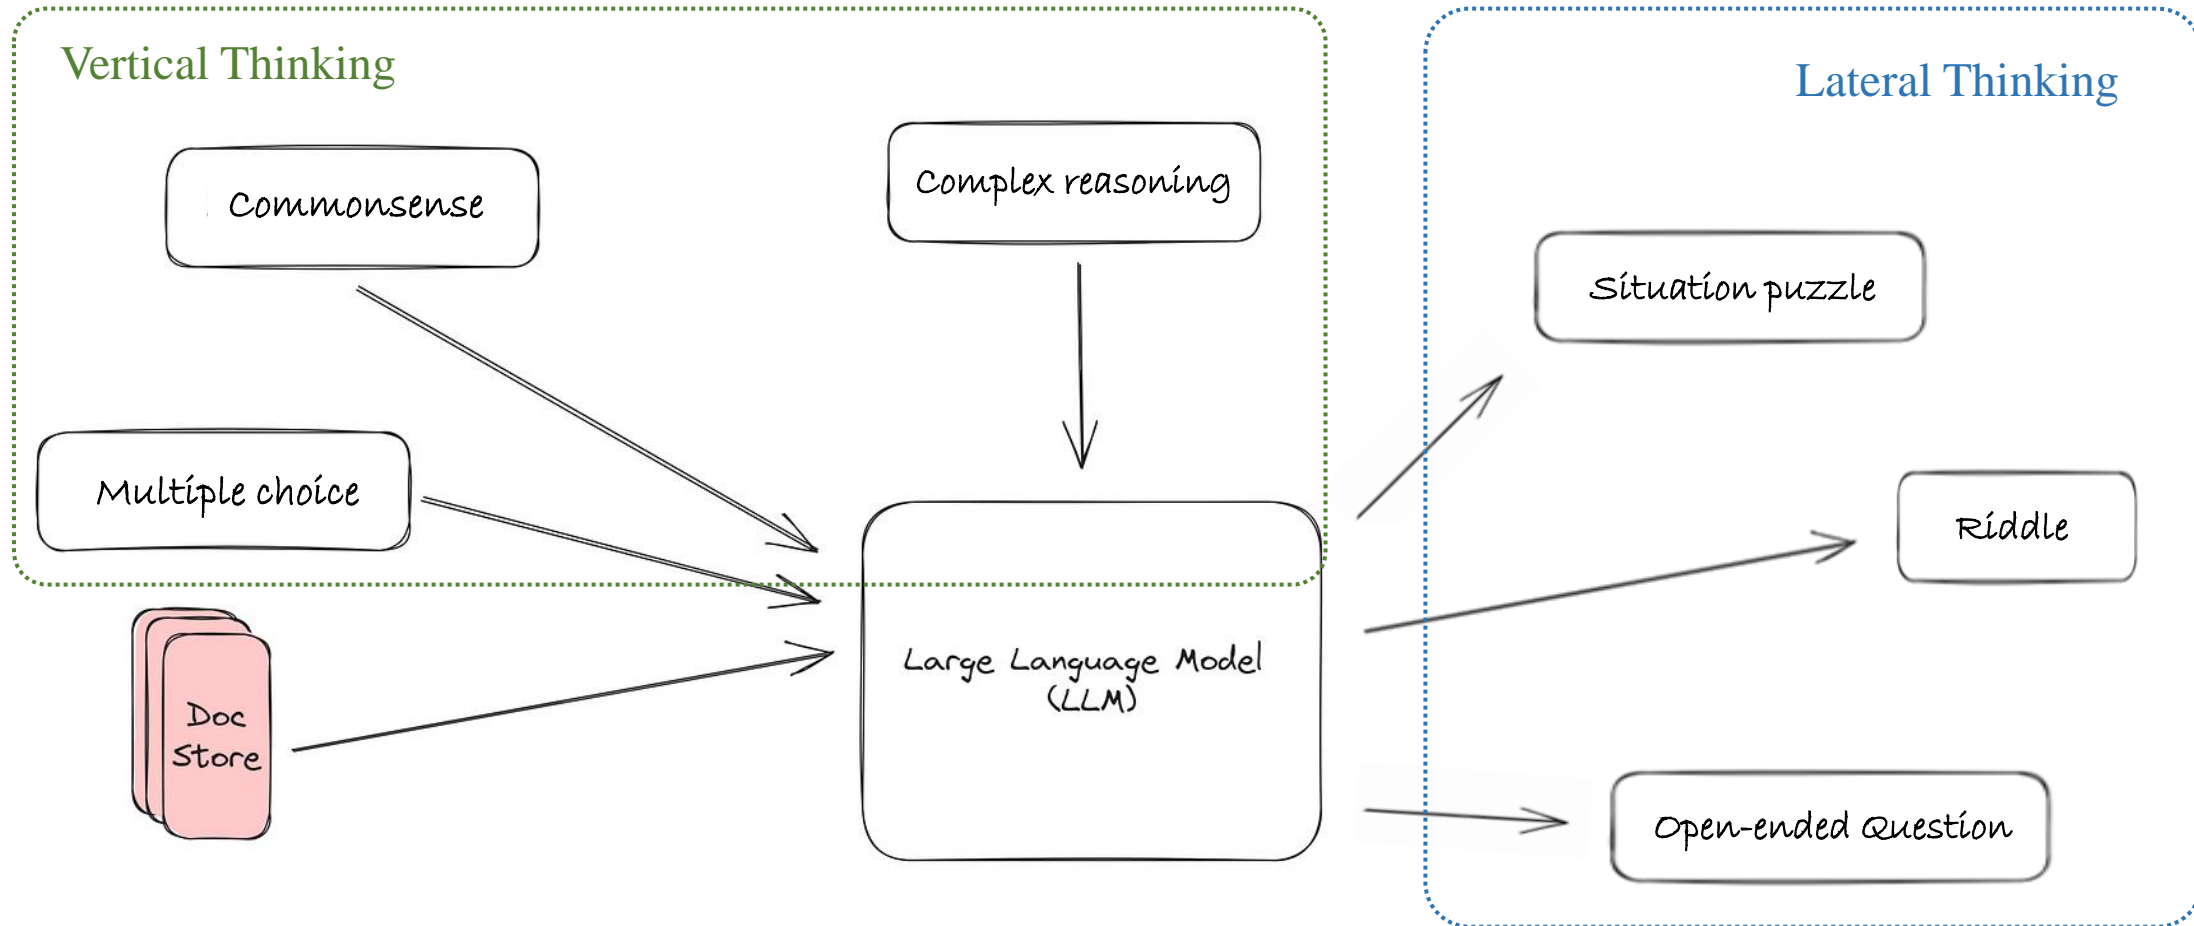 Vertical Thinking
Lateral Thinking
Commonsense
Complex reasoning
Situation puzzle
Multiple choice
Riddle
Large Language Model
(LLM)
Doc
Store
Open-ended Question